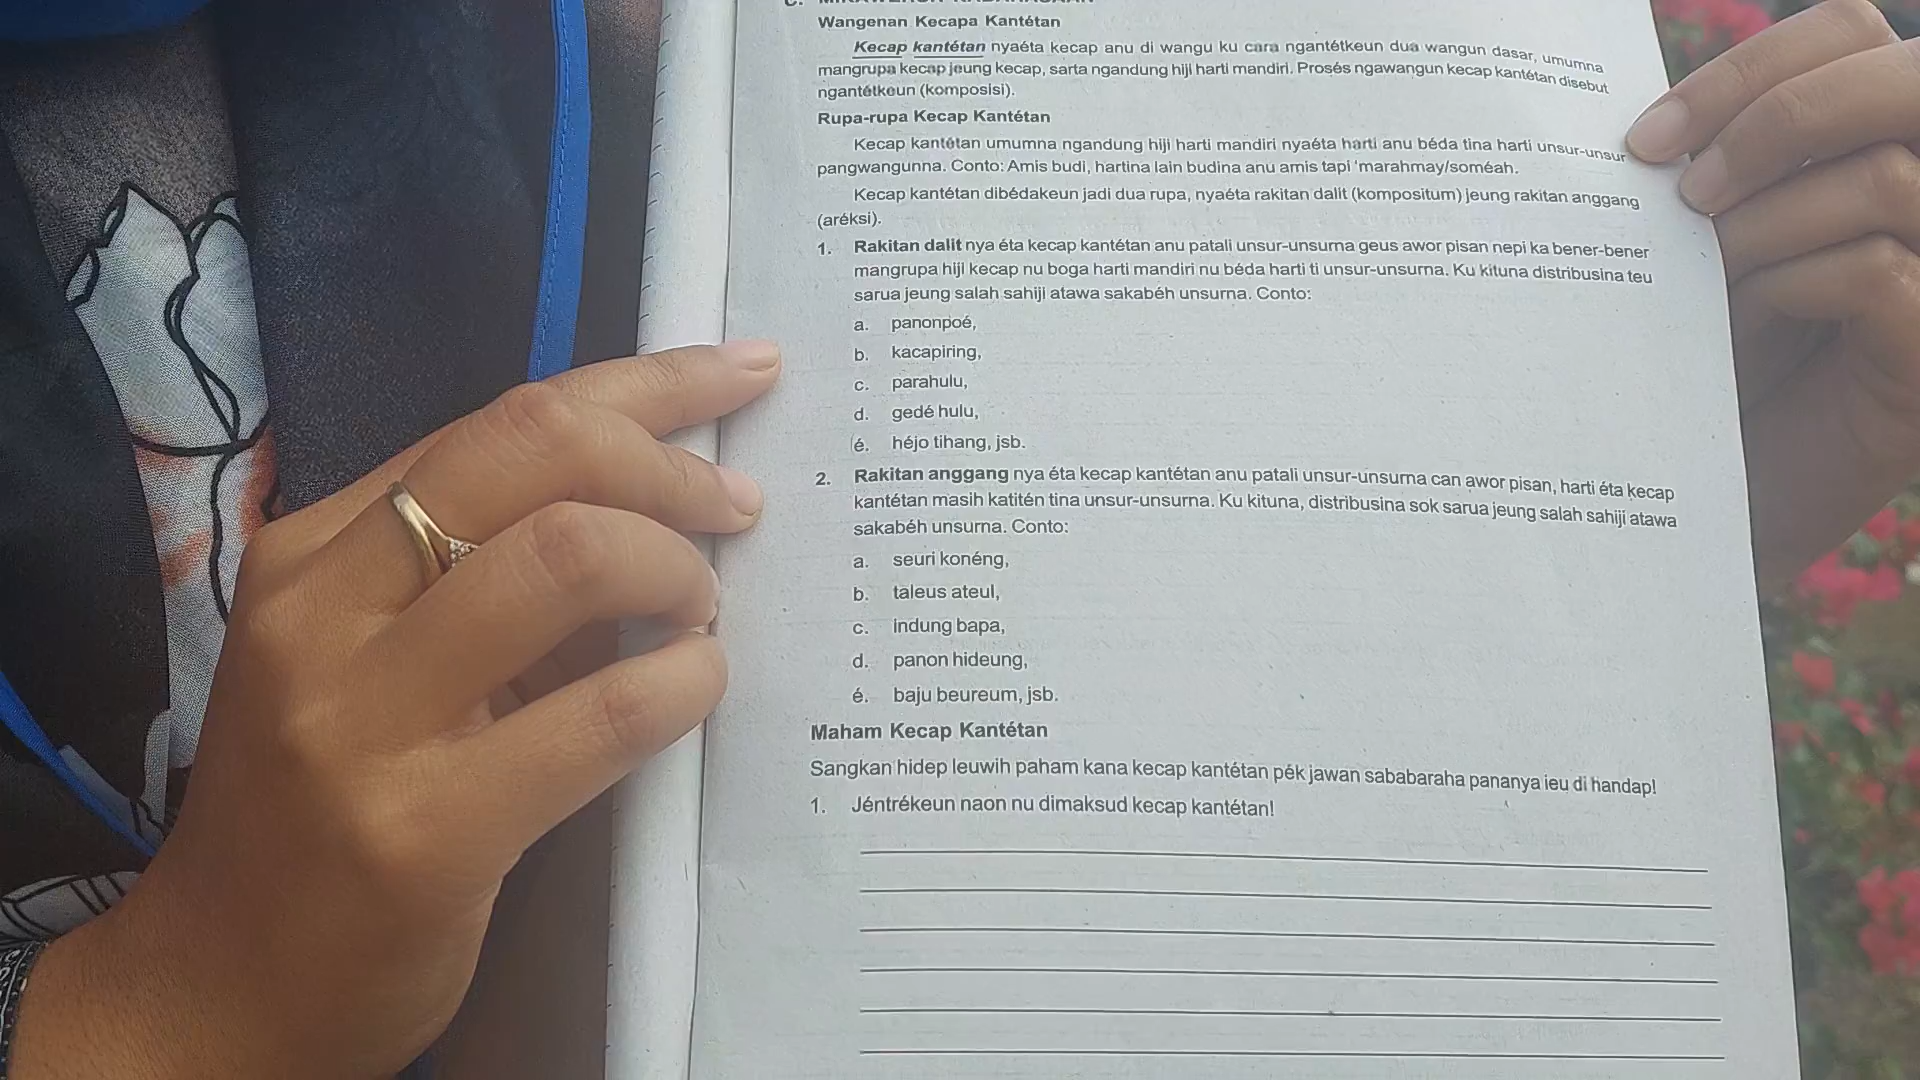 Wangenan Kecapa Kantétan
Kecap kantétan nyaéta kecap anu di wangu ku cara ngantétkeun dua wangun dasar, umumna
mangrupa kecap jeung kecap, sarta ngandung hiji harti mandiri. Prosés ngawangun kecap kantétan disebut
ngantétkeun (komposisi).
Rupa-rupa Kecap Kantétan
Kecap kantétan umumna ngandung hiji harti mandiri nyaéta harti anu béda tina harti unsur-unsur
pangwangunna. Conto: Amis budi, hartina lain budina anu amis tapi 'marahmay/soméah.
Kecap kantétan dibédakeun jadi dua rupa, nyaéta rakitan dalit (kompositum) jeung rakitan anggang
(aréksi).
1. Rakitan dalit nya éta kecap kantétan anu patali unsur-unsurna geus awor pisan nepi ka bener-bener
mangrupa hiji kecap nu boga harti mandiri nu béda harti ti unsur-unsurna. Ku kituna distribusina teu
sarua jeung salah sahiji atawa sakabéh unsurna. Conto:
a. panonpoé,
b. kacapiring,
c. parahulu,
d. gedé hulu,
é. héjo tihang, jsb.
2. Rakitan anggang nya éta kecap kantétan anu patali unsur-unsurna can awor pisan, harti éta kecap
kantétan masih katitén tina unsur-unsurna. Ku kituna, distribusina sok sarua jeung salah sahiji atawa
sakabéh unsurna. Conto:
a. seuri konéng,
b. taleus ateul,
c. indung bapa,
d. panon hideung,
é. baju beureum, jsb.
Maham Kecap Kantétan
Sangkan hidep leuwih paham kana kecap kantétan pék jawan sababaraha pananya ieu di handap!
1. Jéntrékeun naon nu dimaksud kecap kantétan!